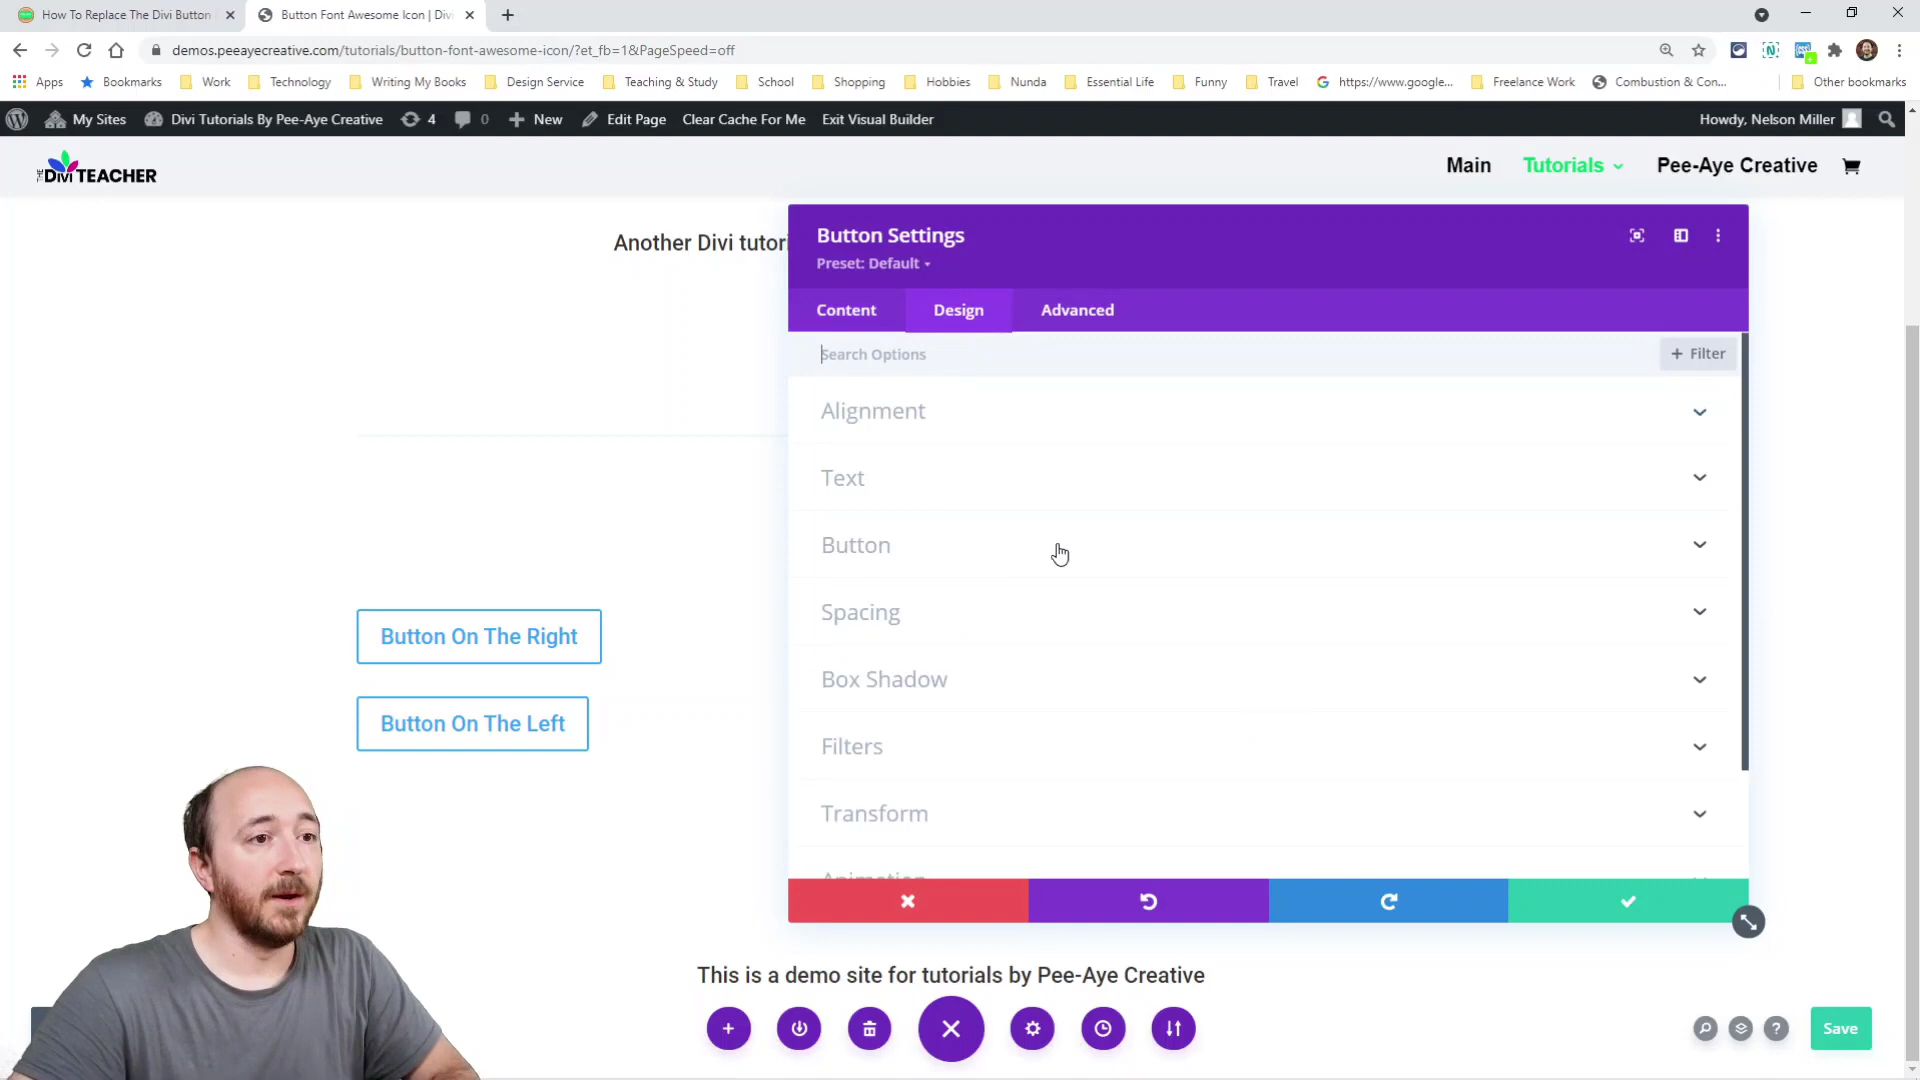 How To Replace The Divi Button
Button Font Awesome Icon | Divi
demos.peeayecreative.com/tutorials/button-font-awesome-icon/?et_fb=1&PageSpeed=off
Apps Bookmarks Work Technology Writing My Books Design Service Teaching & Study School Shopping Hobbies Nunda Essential Life Funny Travel https://www.google... Freelance Work Combustion & Con... Other bookmarks
My Sites Divi Tutorials By Pee-Aye Creative 4 0 New Edit Page Clear Cache For Me Exit Visual Builder Howdy, Nelson Miller
THE DIVI TEACHER
Main Tutorials Pee-Aye Creative
Another Divi tutori
Button Settings
Preset: Default
Content Design Advanced
Search Options
+ Filter
Alignment
Text
Button
Spacing
Box Shadow
Filters
Transform
Animation
Button On The Right
Button On The Left
This is a demo site for tutorials by Pee-Aye Creative
Save